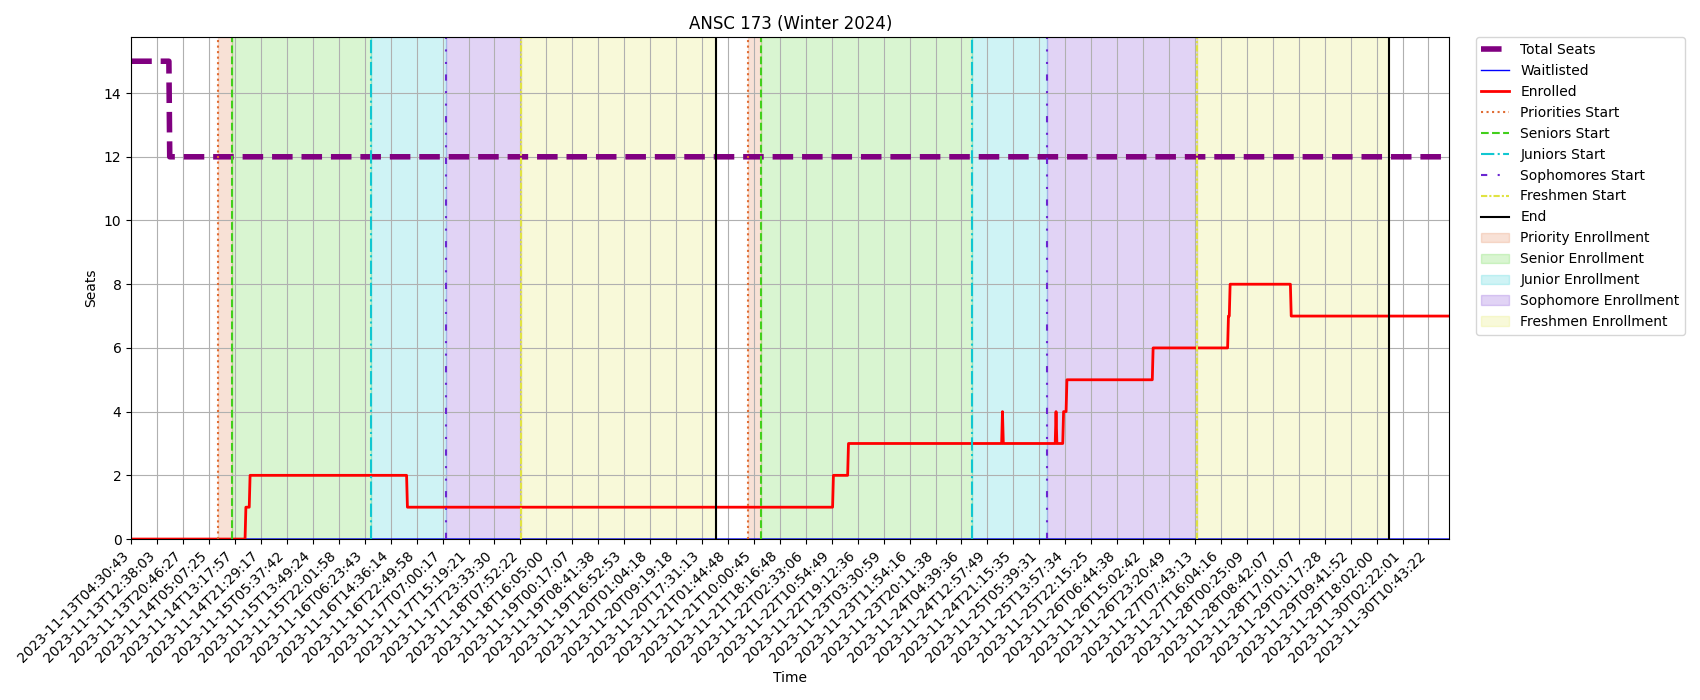 ANSC 173 (Winter 2024)
Total Seats
Waitlisted
Enrolled
Priorities Start
Seniors Start
Juniors Start
Sophomores Start
Freshmen Start
End
Priority Enrollment
Senior Enrollment
Junior Enrollment
Sophomore Enrollment
Freshmen Enrollment
Seats
14
12
10
8
6
4
2
0
2023-11-13T04:30:43
2023-11-13T12:38:03
2023-11-13T20:46:27
2023-11-14T05:07:25
2023-11-14T13:17:57
2023-11-14T21:29:17
2023-11-15T05:37:42
2023-11-15T13:49:24
2023-11-15T22:01:58
2023-11-16T06:23:43
2023-11-16T14:36:14
2023-11-16T22:49:58
2023-11-17T07:00:17
2023-11-17T15:19:21
2023-11-17T23:33:30
2023-11-18T07:52:22
2023-11-18T16:05:00
2023-11-19T00:17:07
2023-11-19T08:41:38
2023-11-19T16:52:53
2023-11-20T01:04:18
2023-11-20T09:19:18
2023-11-20T17:31:13
2023-11-21T01:44:48
2023-11-21T10:00:45
2023-11-21T18:16:48
2023-11-22T02:33:06
2023-11-22T10:54:49
2023-11-22T19:12:36
2023-11-23T03:30:59
2023-11-23T11:54:16
2023-11-23T20:11:38
2023-11-24T04:39:36
2023-11-24T12:57:49
2023-11-24T21:15:35
2023-11-25T05:39:31
2023-11-25T13:57:34
2023-11-25T22:15:25
2023-11-26T06:44:38
2023-11-26T15:02:42
2023-11-26T23:20:49
2023-11-27T07:43:13
2023-11-27T16:04:16
2023-11-28T00:25:09
2023-11-28T08:42:07
2023-11-28T17:01:07
2023-11-29T01:17:28
2023-11-29T09:41:52
2023-11-29T18:02:00
2023-11-30T02:22:01
2023-11-30T10:43:22
Time